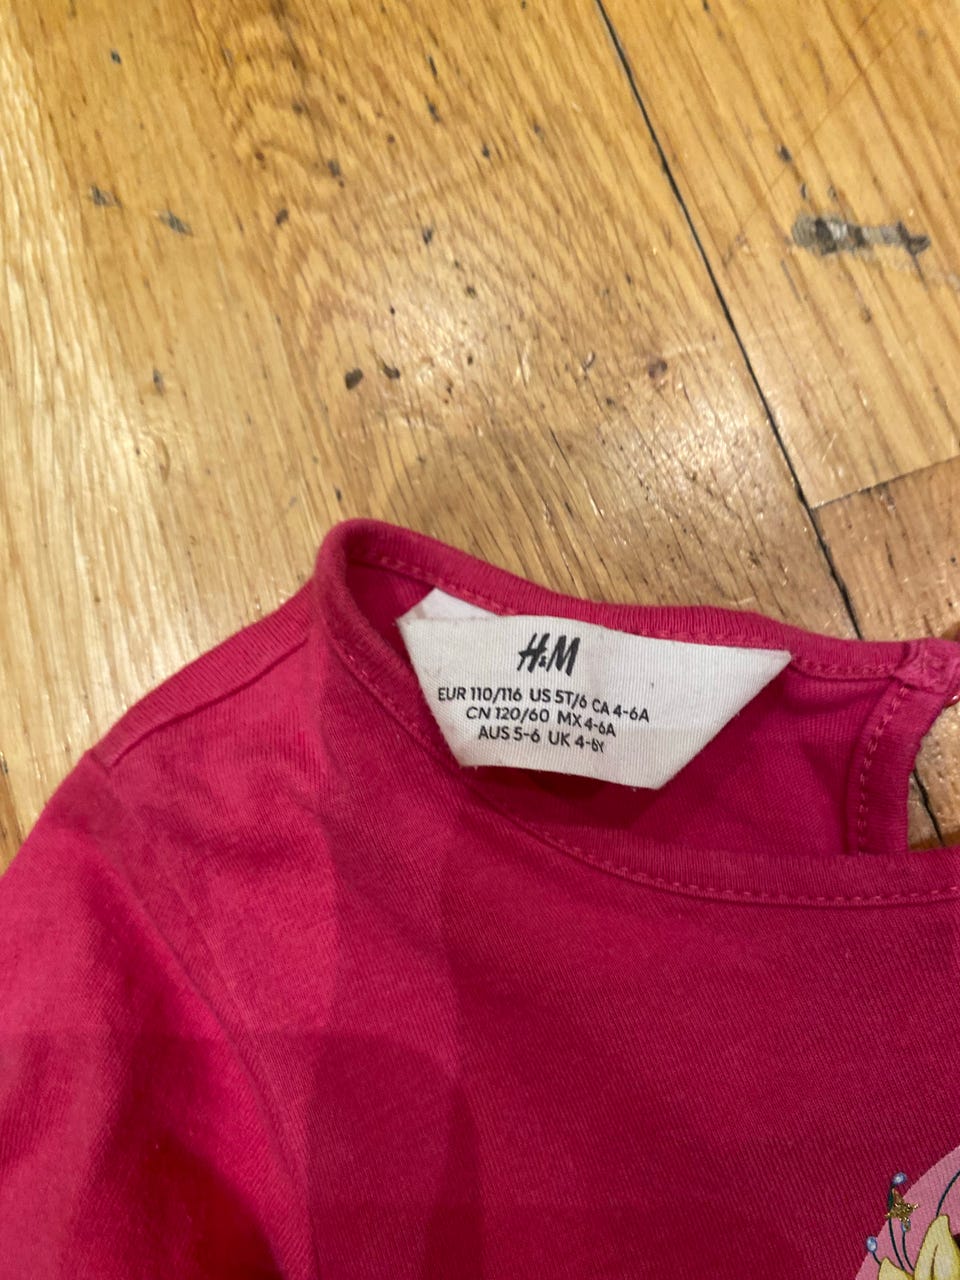 H&M
EUR 110/116 US 5T/6 CA 4-6A
CN 120/60 MX 4-6A
AUS 5-6 UK 4-6Y